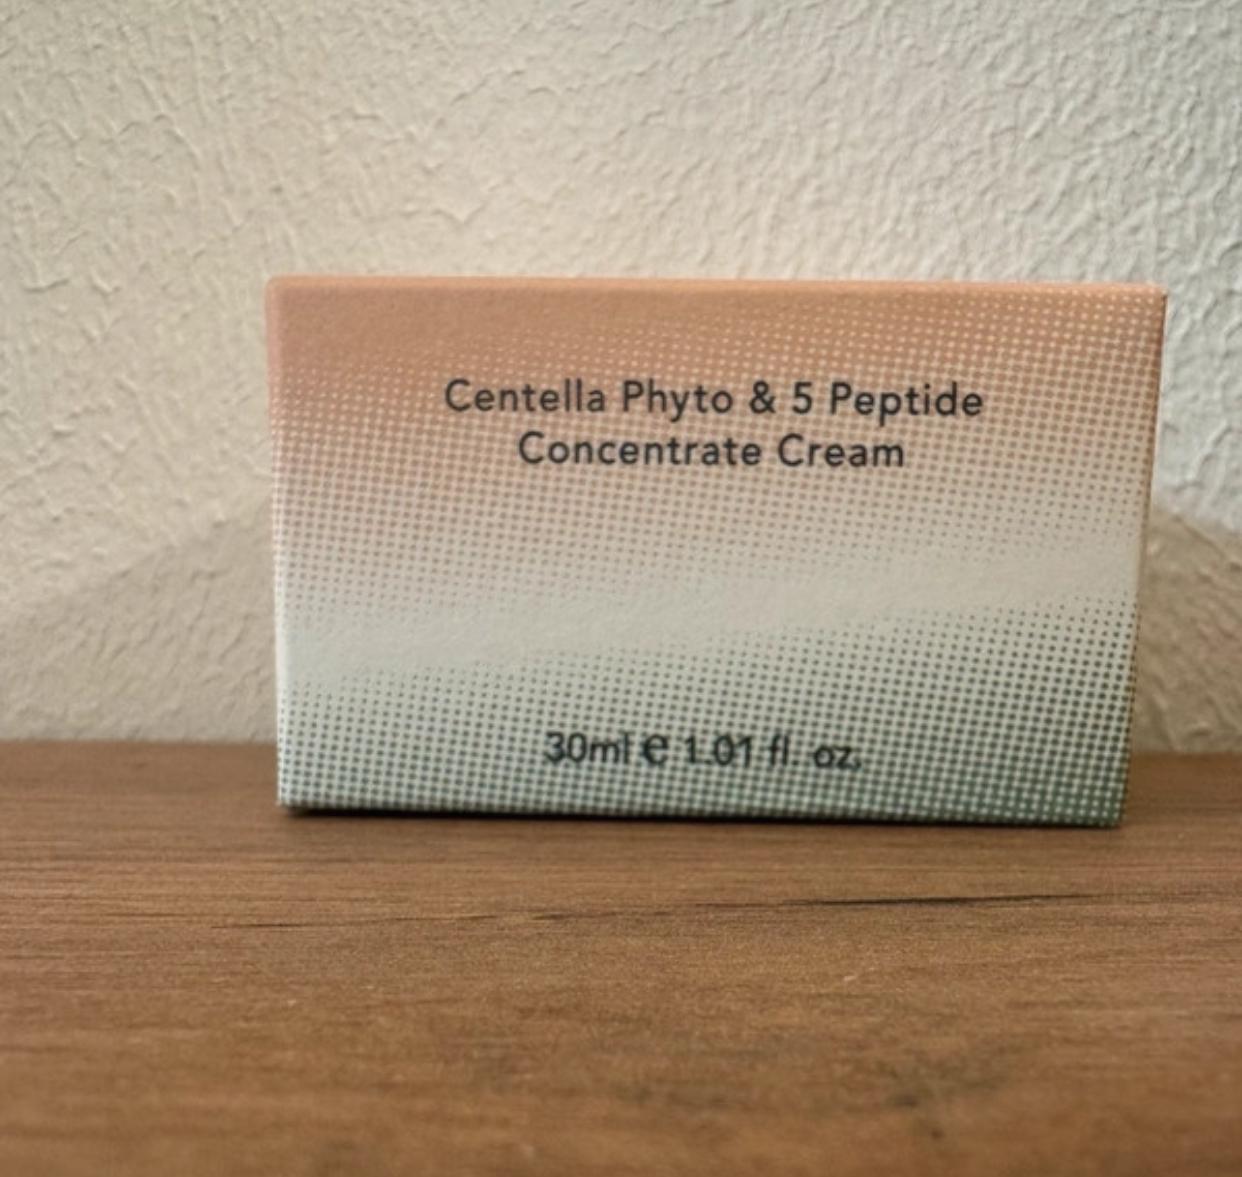 Centella Phyto & 5 Peptide
Concentrate Cream
30ml ℮ 1.01 fl. oz.